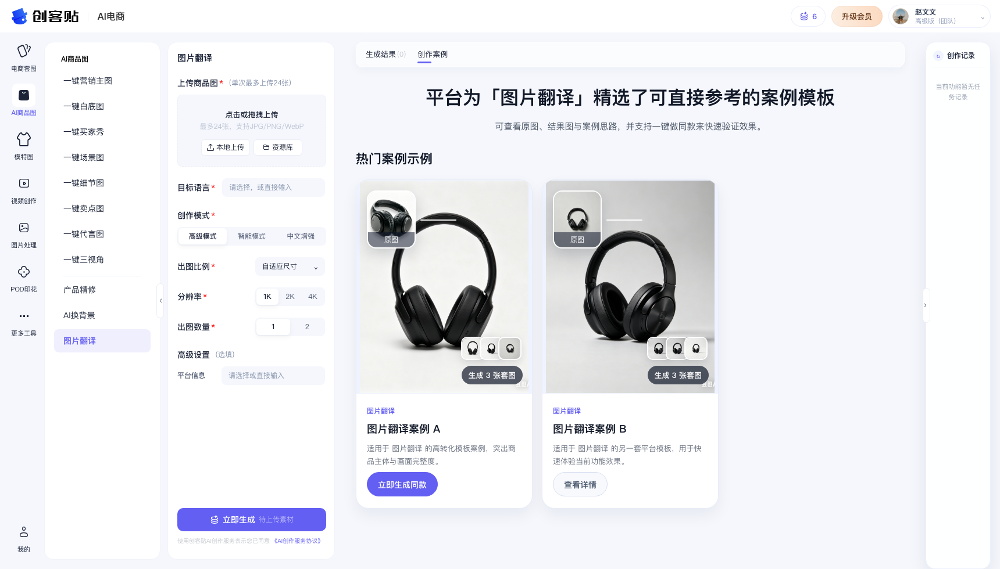 创客贴
AI电商
6
升级会员
赵文文
高级版（团队）
电商套图
AI商品图
模特图
视频创作
图片处理
POD印花
更多工具
我的
AI商品图
一键营销主图
一键白底图
一键买家秀
一键场景图
一键细节图
一键卖点图
一键代言图
一键三视角
产品精修
AI换背景
图片翻译
图片翻译
上传商品图* （单次最多上传24张）
点击或拖拽上传
最多24张，支持JPG/PNG/WebP
本地上传
资源库
目标语言* 请选择，或直接输入
创作模式*
高级模式 智能模式 中文增强
出图比例* 自适应尺寸
分辨率* 1K 2K 4K
出图数量* 1 2
高级设置 （选填）
平台信息 请选择或直接输入
立即生成 待上传素材
使用创客贴AI创作服务表示您已同意 《AI创作服务协议》
生成结果(0) 创作案例
平台为「图片翻译」精选了可直接参考的案例模板
可查看原图、结果图与案例思路，并支持一键做同款来快速验证效果。
热门案例示例
原图
生成 3 张套图
图片翻译
图片翻译案例 A
适用于 图片翻译 的高转化模板案例，突出商
品主体与画面完整度。
立即生成同款
原图
生成 3 张套图
图片翻译
图片翻译案例 B
适用于 图片翻译 的另一套平台模板，用于快
速体验当前功能效果。
查看详情
创作记录
当前功能暂无任
务记录